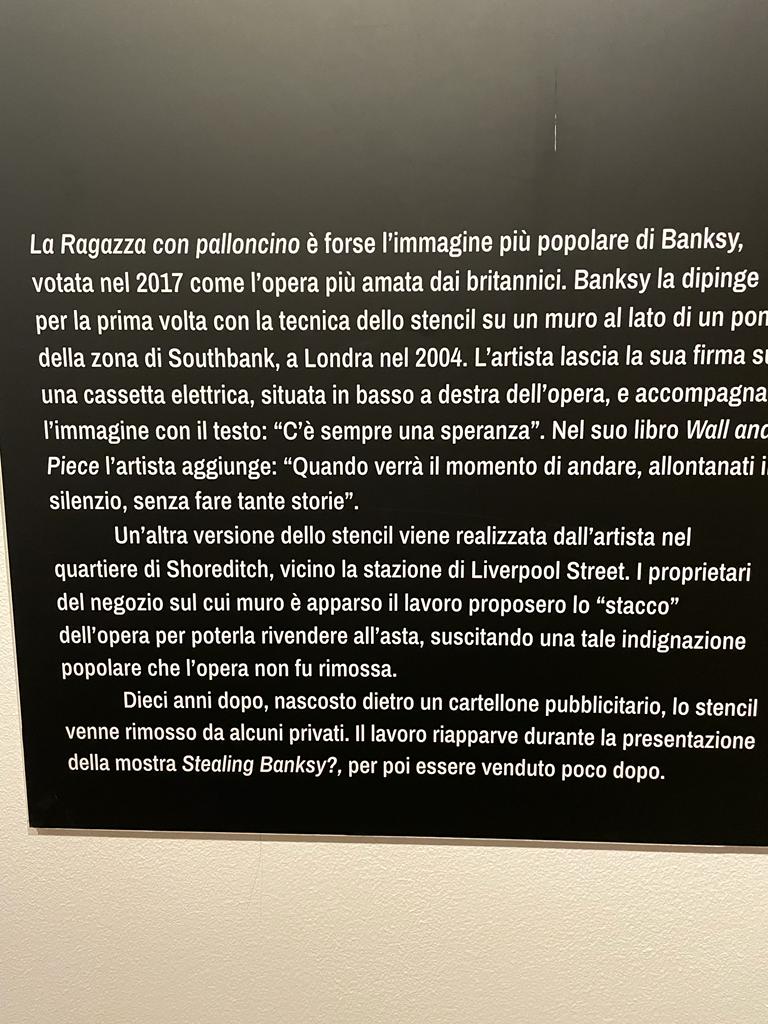 La Ragazza con palloncino è forse l'immagine più popolare di Banksy,
votata nel 2017 come l'opera più amata dai britannici. Banksy la dipinge
per la prima volta con la tecnica dello stencil su un muro al lato di un pon
della zona di Southbank, a Londra nel 2004. L'artista lascia la sua firma su
una cassetta elettrica, situata in basso a destra dell'opera, e accompagna
l'immagine con il testo: “C'è sempre una speranza”. Nel suo libro Wall and
Piece l'artista aggiunge: “Quando verrà il momento di andare, allontanati i
silenzio, senza fare tante storie”.
Un'altra versione dello stencil viene realizzata dall'artista nel
quartiere di Shoreditch, vicino la stazione di Liverpool Street. I proprietari
del negozio sul cui muro è apparso il lavoro proposero lo “stacco”
dell'opera per poterla rivendere all'asta, suscitando una tale indignazione
popolare che l'opera non fu rimossa.
Dieci anni dopo, nascosto dietro un cartellone pubblicitario, lo stencil
venne rimosso da alcuni privati. Il lavoro riapparve durante la presentazione
della mostra Stealing Banksy?, per poi essere venduto poco dopo.